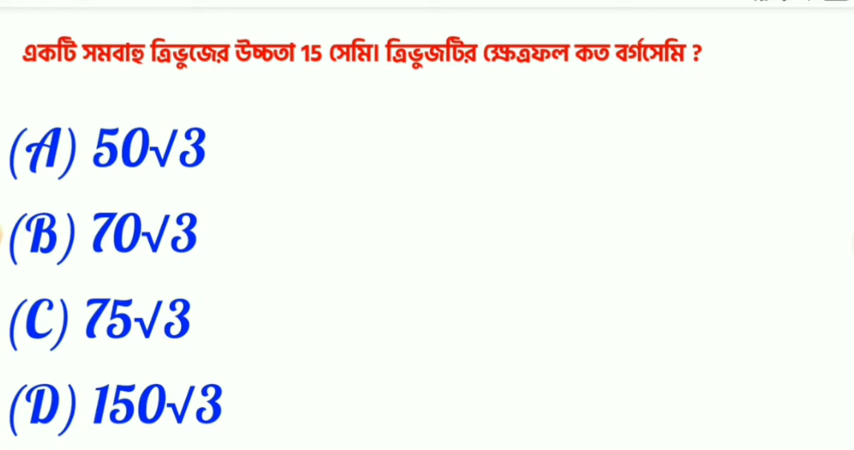 একটি সমবাহু ত্রিভুজের উচ্চতা 15 সেমি। ত্রিভুজটির ক্ষেত্রফল কত বর্গসেমি ?
(A) 50√3
(B) 70√3
(C) 75√3
(D) 150√3